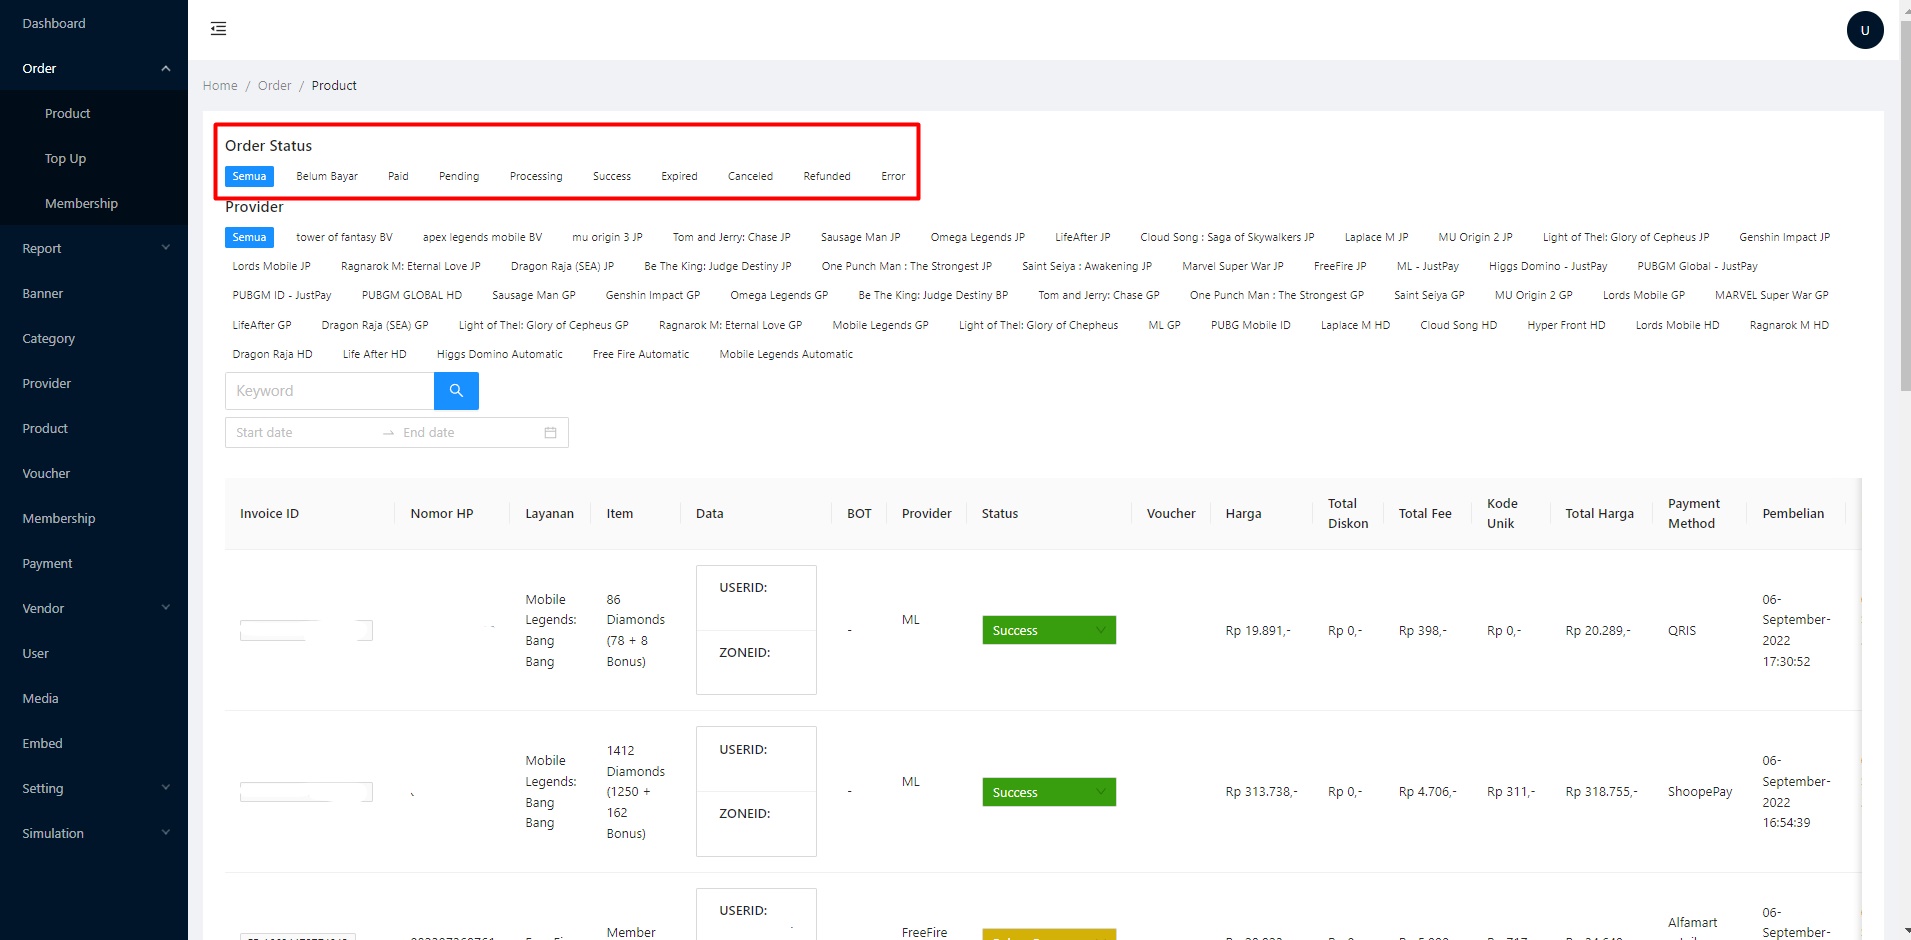 Dashboard
Order
Product
Top Up
Membership
Report
Banner
Category
Provider
Product
Voucher
Membership
Payment
Vendor
User
Media
Embed
Setting
Simulation
U
Home / Order / Product
Order Status
Semua Belum Bayar Paid Pending Processing Success Expired Canceled Refunded Error
Provider
Semua tower of fantasy BV apex legends mobile BV mu origin 3 JP Tom and Jerry: Chase JP Sausage Man JP Omega Legends JP LifeAfter JP Cloud Song : Saga of Skywalkers JP Laplace M JP MU Origin 2 JP Light of Thel: Glory of Cepheus JP Genshin Impact JP
Lords Mobile JP Ragnarok M: Eternal Love JP Dragon Raja (SEA) JP Be The King: Judge Destiny JP One Punch Man : The Strongest JP Saint Seiya : Awakening JP Marvel Super War JP FreeFire JP ML - JustPay Higgs Domino - JustPay PUBGM Global - JustPay
PUBGM ID - JustPay PUBGM GLOBAL HD Sausage Man GP Genshin Impact GP Omega Legends GP Be The King: Judge Destiny BP Tom and Jerry: Chase GP One Punch Man : The Strongest GP Saint Seiya GP MU Origin 2 GP Lords Mobile GP MARVEL Super War GP
LifeAfter GP Dragon Raja (SEA) GP Light of Thel: Glory of Cepheus GP Ragnarok M: Eternal Love GP Mobile Legends GP Light of Thel: Glory of Chepheus ML GP PUBG Mobile ID Laplace M HD Cloud Song HD Hyper Front HD Lords Mobile HD Ragnarok M HD
Dragon Raja HD Life After HD Higgs Domino Automatic Free Fire Automatic Mobile Legends Automatic
Keyword
Start date → End date
Invoice ID Nomor HP Layanan Item Data BOT Provider Status Voucher Harga Total Diskon Total Fee Kode Unik Total Harga Payment Method Pembelian
Mobile Legends: Bang Bang
86 Diamonds (78 + 8 Bonus)
USERID:
ZONEID:
-
ML
Success
Rp 19.891,- Rp 0,- Rp 398,- Rp 0,- Rp 20.289,- QRIS
06-September-2022 17:30:52
Mobile Legends: Bang Bang
1412 Diamonds (1250 + 162 Bonus)
USERID:
ZONEID:
-
ML
Success
Rp 313.738,- Rp 0,- Rp 4.706,- Rp 311,- Rp 318.755,- ShoopePay
06-September-2022 16:54:39
Member
USERID:
FreeFire
Alfamart
06-September-